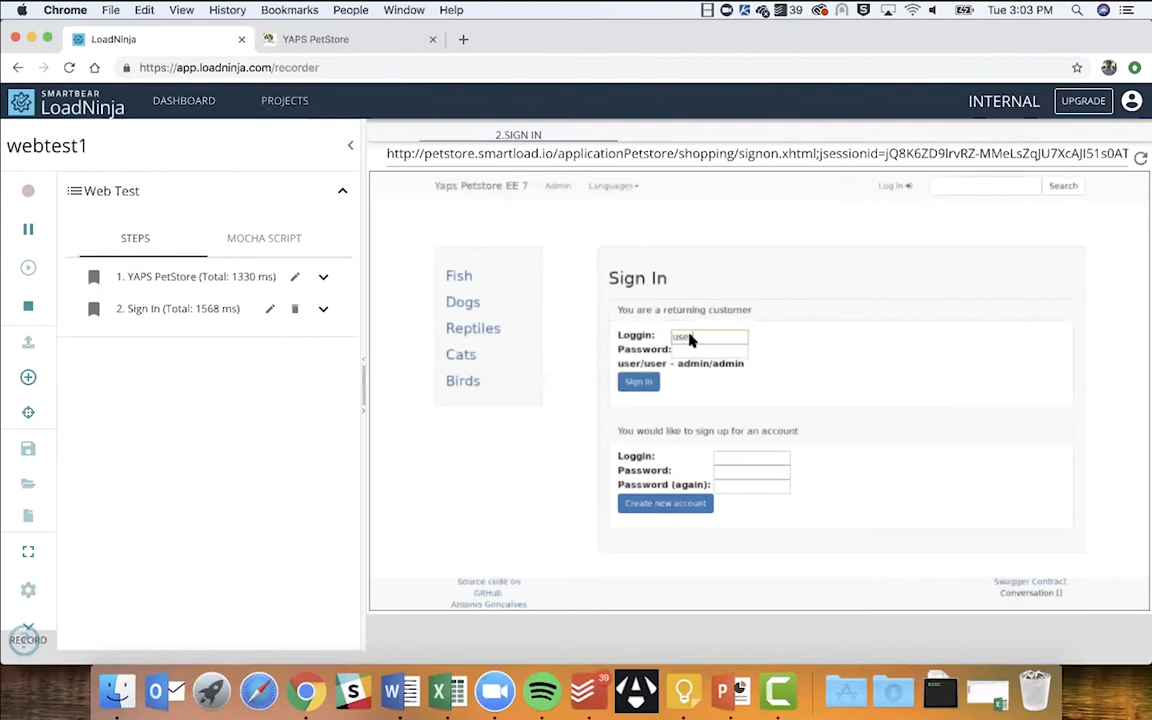 Chrome File Edit View History Bookmarks People Window Help 39 Tue 3:03 PM
LoadNinja YAPS PetStore
https://app.loadninja.com/recorder
SMARTBEAR
LoadNinja DASHBOARD PROJECTS INTERNAL UPGRADE
webtest1
2.SIGN IN
http://petstore.smartload.io/applicationPetstore/shopping/signon.xhtml;jsessionid=jQ8K6ZD9lrvRZ-MMeLsZqJU7XcAJI51s0AT
Web Test
Yaps Petstore EE 7 Admin Languages Log In Search
STEPS MOCHA SCRIPT
1. YAPS PetStore (Total: 1330 ms)
2. Sign In (Total: 1568 ms)
Fish
Dogs
Reptiles
Cats
Birds
Sign In
You are a returning customer
Loggin: use
Password:
user/user - admin/admin
Sign In
You would like to sign up for an account
Loggin:
Password:
Password (again):
Create new account
Source code on
GitHub
Antonio Goncalves
Swagger Contract
Conversation []
RECORD
39